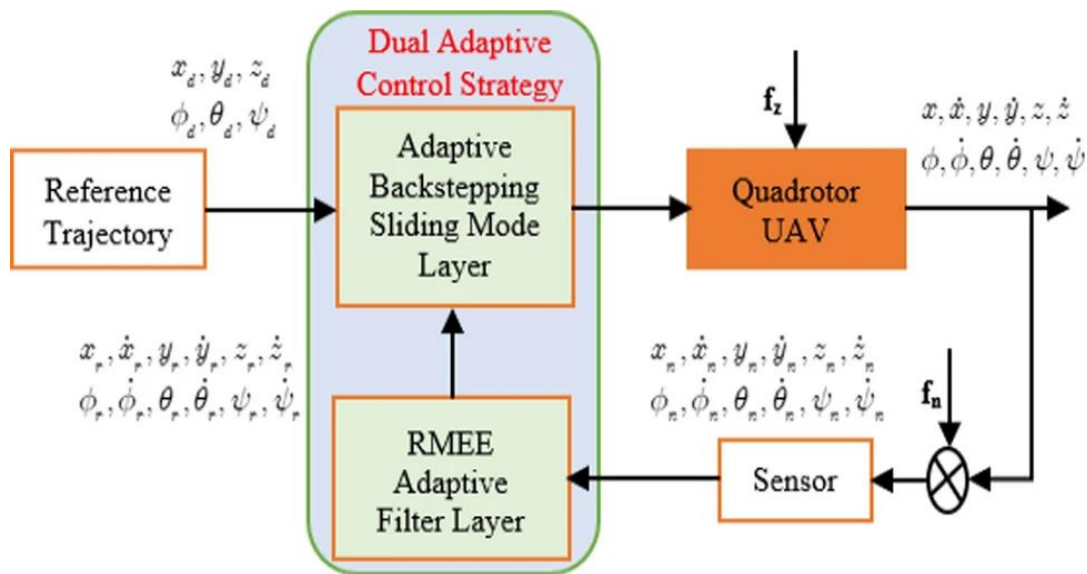 Dual Adaptive
Control Strategy
x_d, y_d, z_d
ϕ_d, θ_d, ψ_d
Reference
Trajectory
Adaptive
Backstepping
Sliding Mode
Layer
f_z
Quadrotor
UAV
x, ẋ, y, ẏ, z, ż
ϕ, ϕ̇, θ, θ̇, ψ, ψ̇
x_r, ẋ_r, y_r, ẏ_r, z_r, ż_r
ϕ_r, ϕ̇_r, θ_r, θ̇_r, ψ_r, ψ̇_r
RMEE
Adaptive
Filter Layer
x_n, ẋ_n, y_n, ẏ_n, z_n, ż_n
ϕ_n, ϕ̇_n, θ_n, θ̇_n, ψ_n, ψ̇_n
Sensor
f_n